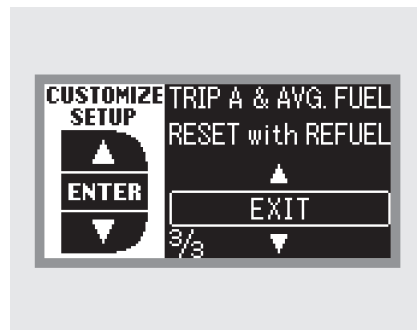 CUSTOMIZE
SETUP
ENTER
TRIP A & AVG. FUEL
RESET with REFUEL
EXIT
3/3